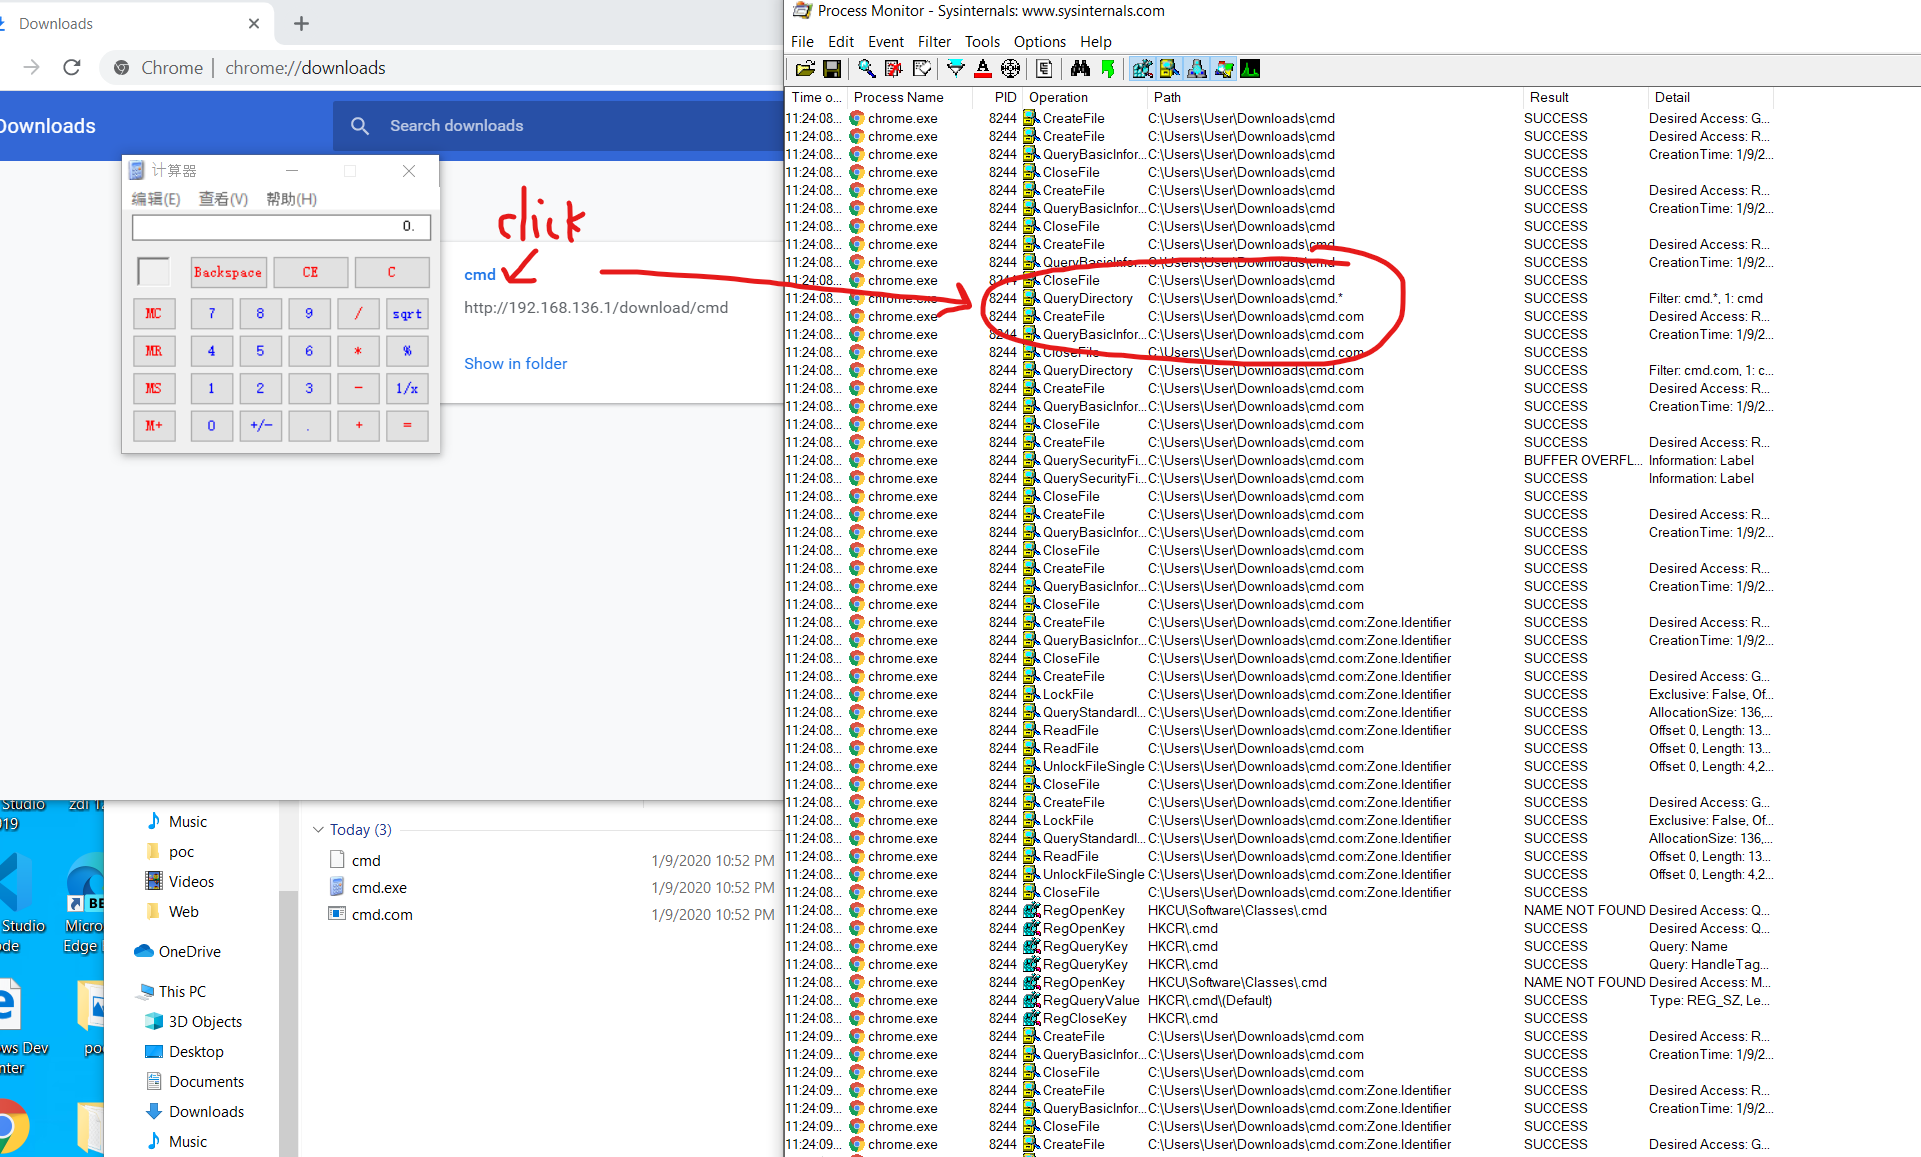 Downloads
Chrome | chrome://downloads
Downloads
Search downloads
计算器
编辑(E) 查看(V) 帮助(H)
0.
Backspace CE C
MC 7 8 9 / sqrt
MR 4 5 6 * %
MS 1 2 3 - 1/x
M+ 0 +/- . + =
click
cmd
http://192.168.136.1/download/cmd
Show in folder
Studio
019
Studio
ode
Micro
Edge
BE
ws Dev
nter
poc
Music
poc
Videos
Web
OneDrive
This PC
3D Objects
Desktop
Documents
Downloads
Music
Today (3)
cmd 1/9/2020 10:52 PM
cmd.exe 1/9/2020 10:52 PM
cmd.com 1/9/2020 10:52 PM
Process Monitor - Sysinternals: www.sysinternals.com
File Edit Event Filter Tools Options Help
Time o... Process Name PID Operation Path Result Detail
11:24:08... chrome.exe 8244 CreateFile C:\Users\User\Downloads\cmd SUCCESS Desired Access: G...
11:24:08... chrome.exe 8244 CreateFile C:\Users\User\Downloads\cmd SUCCESS Desired Access: R...
11:24:08... chrome.exe 8244 QueryBasicInfor... C:\Users\User\Downloads\cmd SUCCESS CreationTime: 1/9/2...
11:24:08... chrome.exe 8244 CloseFile C:\Users\User\Downloads\cmd SUCCESS
11:24:08... chrome.exe 8244 CreateFile C:\Users\User\Downloads\cmd SUCCESS Desired Access: R...
11:24:08... chrome.exe 8244 QueryBasicInfor... C:\Users\User\Downloads\cmd SUCCESS CreationTime: 1/9/2...
11:24:08... chrome.exe 8244 CloseFile C:\Users\User\Downloads\cmd SUCCESS
11:24:08... chrome.exe 8244 CreateFile C:\Users\User\Downloads\cmd SUCCESS Desired Access: R...
11:24:08... chrome.exe 8244 QueryBasicInfor... C:\Users\User\Downloads\cmd SUCCESS CreationTime: 1/9/2...
11:24:08... chrome.exe 8244 CloseFile C:\Users\User\Downloads\cmd SUCCESS
11:24:08... chrome.exe 8244 QueryDirectory C:\Users\User\Downloads\cmd.* SUCCESS Filter: cmd.*, 1: cmd
11:24:08... chrome.exe 8244 CreateFile C:\Users\User\Downloads\cmd.com SUCCESS Desired Access: R...
11:24:08... chrome.exe 8244 QueryBasicInfor... C:\Users\User\Downloads\cmd.com SUCCESS CreationTime: 1/9/2...
11:24:08... chrome.exe 8244 CloseFile C:\Users\User\Downloads\cmd.com SUCCESS
11:24:08... chrome.exe 8244 QueryDirectory C:\Users\User\Downloads\cmd.com SUCCESS Filter: cmd.com, 1: c...
11:24:08... chrome.exe 8244 CreateFile C:\Users\User\Downloads\cmd.com SUCCESS Desired Access: R...
11:24:08... chrome.exe 8244 QueryBasicInfor... C:\Users\User\Downloads\cmd.com SUCCESS CreationTime: 1/9/2...
11:24:08... chrome.exe 8244 CloseFile C:\Users\User\Downloads\cmd.com SUCCESS
11:24:08... chrome.exe 8244 CreateFile C:\Users\User\Downloads\cmd.com SUCCESS Desired Access: R...
11:24:08... chrome.exe 8244 QuerySecurityFi... C:\Users\User\Downloads\cmd.com BUFFER OVERFL... Information: Label
11:24:08... chrome.exe 8244 QuerySecurityFi... C:\Users\User\Downloads\cmd.com SUCCESS Information: Label
11:24:08... chrome.exe 8244 CloseFile C:\Users\User\Downloads\cmd.com SUCCESS
11:24:08... chrome.exe 8244 CreateFile C:\Users\User\Downloads\cmd.com SUCCESS Desired Access: R...
11:24:08... chrome.exe 8244 QueryBasicInfor... C:\Users\User\Downloads\cmd.com SUCCESS CreationTime: 1/9/2...
11:24:08... chrome.exe 8244 CloseFile C:\Users\User\Downloads\cmd.com SUCCESS
11:24:08... chrome.exe 8244 CreateFile C:\Users\User\Downloads\cmd.com SUCCESS Desired Access: R...
11:24:08... chrome.exe 8244 QueryBasicInfor... C:\Users\User\Downloads\cmd.com SUCCESS CreationTime: 1/9/2...
11:24:08... chrome.exe 8244 CloseFile C:\Users\User\Downloads\cmd.com SUCCESS
11:24:08... chrome.exe 8244 CreateFile C:\Users\User\Downloads\cmd.com:Zone.Identifier SUCCESS Desired Access: R...
11:24:08... chrome.exe 8244 QueryBasicInfor... C:\Users\User\Downloads\cmd.com:Zone.Identifier SUCCESS CreationTime: 1/9/2...
11:24:08... chrome.exe 8244 CloseFile C:\Users\User\Downloads\cmd.com:Zone.Identifier SUCCESS
11:24:08... chrome.exe 8244 CreateFile C:\Users\User\Downloads\cmd.com:Zone.Identifier SUCCESS Desired Access: G...
11:24:08... chrome.exe 8244 LockFile C:\Users\User\Downloads\cmd.com:Zone.Identifier SUCCESS Exclusive: False, Of...
11:24:08... chrome.exe 8244 QueryStandardI... C:\Users\User\Downloads\cmd.com:Zone.Identifier SUCCESS AllocationSize: 136,...
11:24:08... chrome.exe 8244 ReadFile C:\Users\User\Downloads\cmd.com:Zone.Identifier SUCCESS Offset: 0, Length: 13...
11:24:08... chrome.exe 8244 ReadFile C:\Users\User\Downloads\cmd.com SUCCESS Offset: 0, Length: 13...
11:24:08... chrome.exe 8244 UnlockFileSingle C:\Users\User\Downloads\cmd.com:Zone.Identifier SUCCESS Offset: 0, Length: 4,2...
11:24:08... chrome.exe 8244 CloseFile C:\Users\User\Downloads\cmd.com:Zone.Identifier SUCCESS
11:24:08... chrome.exe 8244 CreateFile C:\Users\User\Downloads\cmd.com:Zone.Identifier SUCCESS Desired Access: G...
11:24:08... chrome.exe 8244 LockFile C:\Users\User\Downloads\cmd.com:Zone.Identifier SUCCESS Exclusive: False, Of...
11:24:08... chrome.exe 8244 QueryStandardI... C:\Users\User\Downloads\cmd.com:Zone.Identifier SUCCESS AllocationSize: 136,...
11:24:08... chrome.exe 8244 ReadFile C:\Users\User\Downloads\cmd.com:Zone.Identifier SUCCESS Offset: 0, Length: 13...
11:24:08... chrome.exe 8244 UnlockFileSingle C:\Users\User\Downloads\cmd.com:Zone.Identifier SUCCESS Offset: 0, Length: 4,2...
11:24:08... chrome.exe 8244 CloseFile C:\Users\User\Downloads\cmd.com:Zone.Identifier SUCCESS
11:24:08... chrome.exe 8244 RegOpenKey HKCU\Software\Classes\.cmd NAME NOT FOUND Desired Access: Q...
11:24:08... chrome.exe 8244 RegOpenKey HKCR\.cmd SUCCESS Desired Access: Q...
11:24:08... chrome.exe 8244 RegQueryKey HKCR\.cmd SUCCESS Query: Name
11:24:08... chrome.exe 8244 RegQueryKey HKCR\.cmd SUCCESS Query: HandleTag...
11:24:08... chrome.exe 8244 RegOpenKey HKCU\Software\Classes\.cmd NAME NOT FOUND Desired Access: M...
11:24:08... chrome.exe 8244 RegQueryValue HKCR\.cmd\(Default) SUCCESS Type: REG_SZ, Le...
11:24:08... chrome.exe 8244 RegCloseKey HKCR\.cmd SUCCESS
11:24:09... chrome.exe 8244 CreateFile C:\Users\User\Downloads\cmd.com SUCCESS Desired Access: R...
11:24:09... chrome.exe 8244 QueryBasicInfor... C:\Users\User\Downloads\cmd.com SUCCESS CreationTime: 1/9/2...
11:24:09... chrome.exe 8244 CloseFile C:\Users\User\Downloads\cmd.com SUCCESS
11:24:09... chrome.exe 8244 CreateFile C:\Users\User\Downloads\cmd.com:Zone.Identifier SUCCESS Desired Access: R...
11:24:09... chrome.exe 8244 QueryBasicInfor... C:\Users\User\Downloads\cmd.com:Zone.Identifier SUCCESS CreationTime: 1/9/2...
11:24:09... chrome.exe 8244 CloseFile C:\Users\User\Downloads\cmd.com:Zone.Identifier SUCCESS
11:24:09... chrome.exe 8244 CreateFile C:\Users\User\Downloads\cmd.com:Zone.Identifier SUCCESS Desired Access: G...